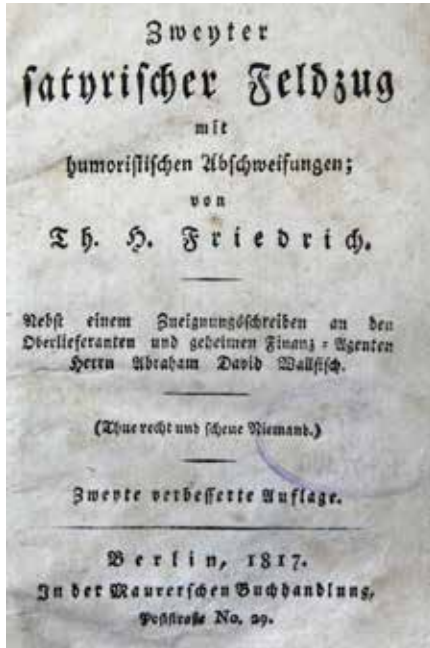 Zweyter
satyrischer Feldzug
mit
humoristischen Abschweifungen;
von
Th. H. Friedrich.
Nebst einem Zueignungsschreiben an den
Oberlieferanten und geheimen Finanz-Agenten
Herrn Abraham David Wallfisch.
(Thue recht und scheue Niemand.)
Zweyte verbesserte Auflage.
Berlin, 1817.
In der Maurerschen Buchhandlung,
Poststraße No. 29.